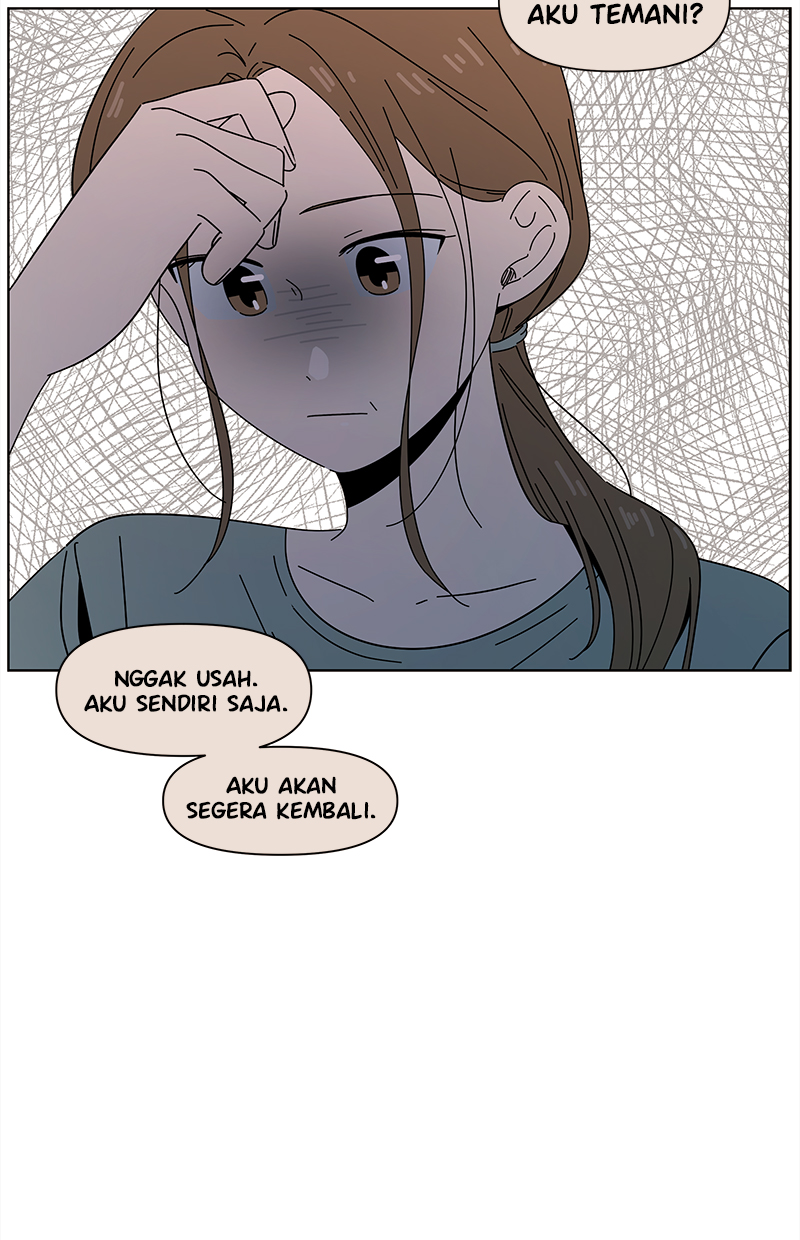 AKU TEMANI?
NGGAK USAH.
AKU SENDIRI SAJA.
AKU AKAN
SEGERA KEMBALI.